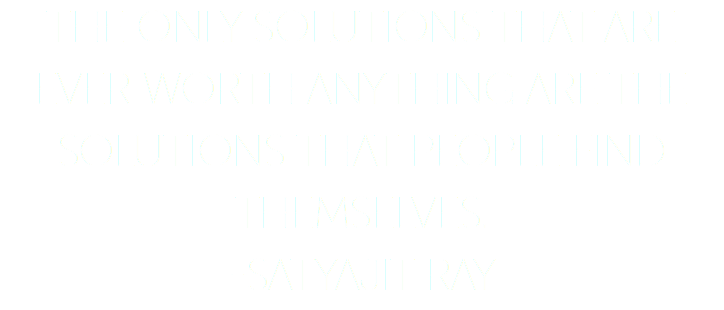 THE ONLY SOLUTIONS THAT ARE
EVER WORTH ANYTHING ARE THE
SOLUTIONS THAT PEOPLE FIND
THEMSELVES
SATYAJIT RAY